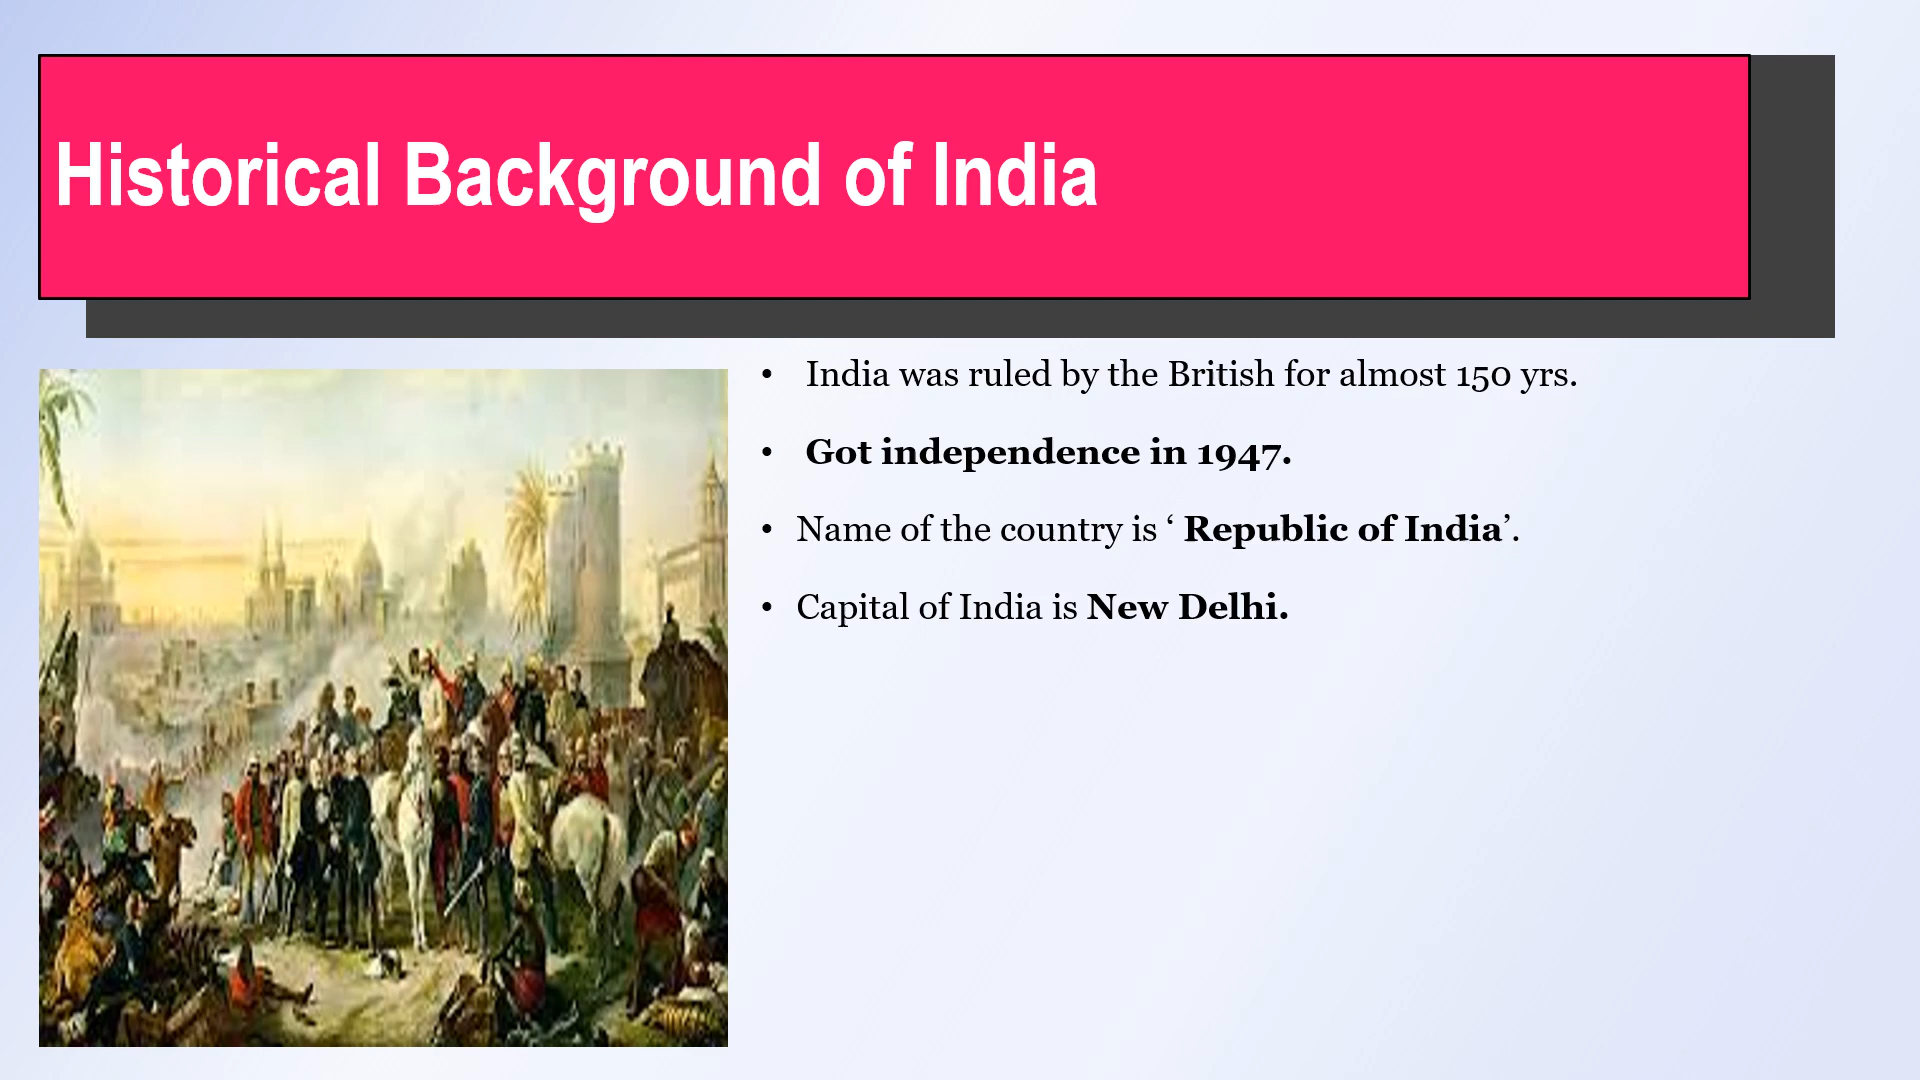 Historical Background of India
• India was ruled by the British for almost 150 yrs.
• Got independence in 1947.
• Name of the country is ‘ Republic of India’.
• Capital of India is New Delhi.